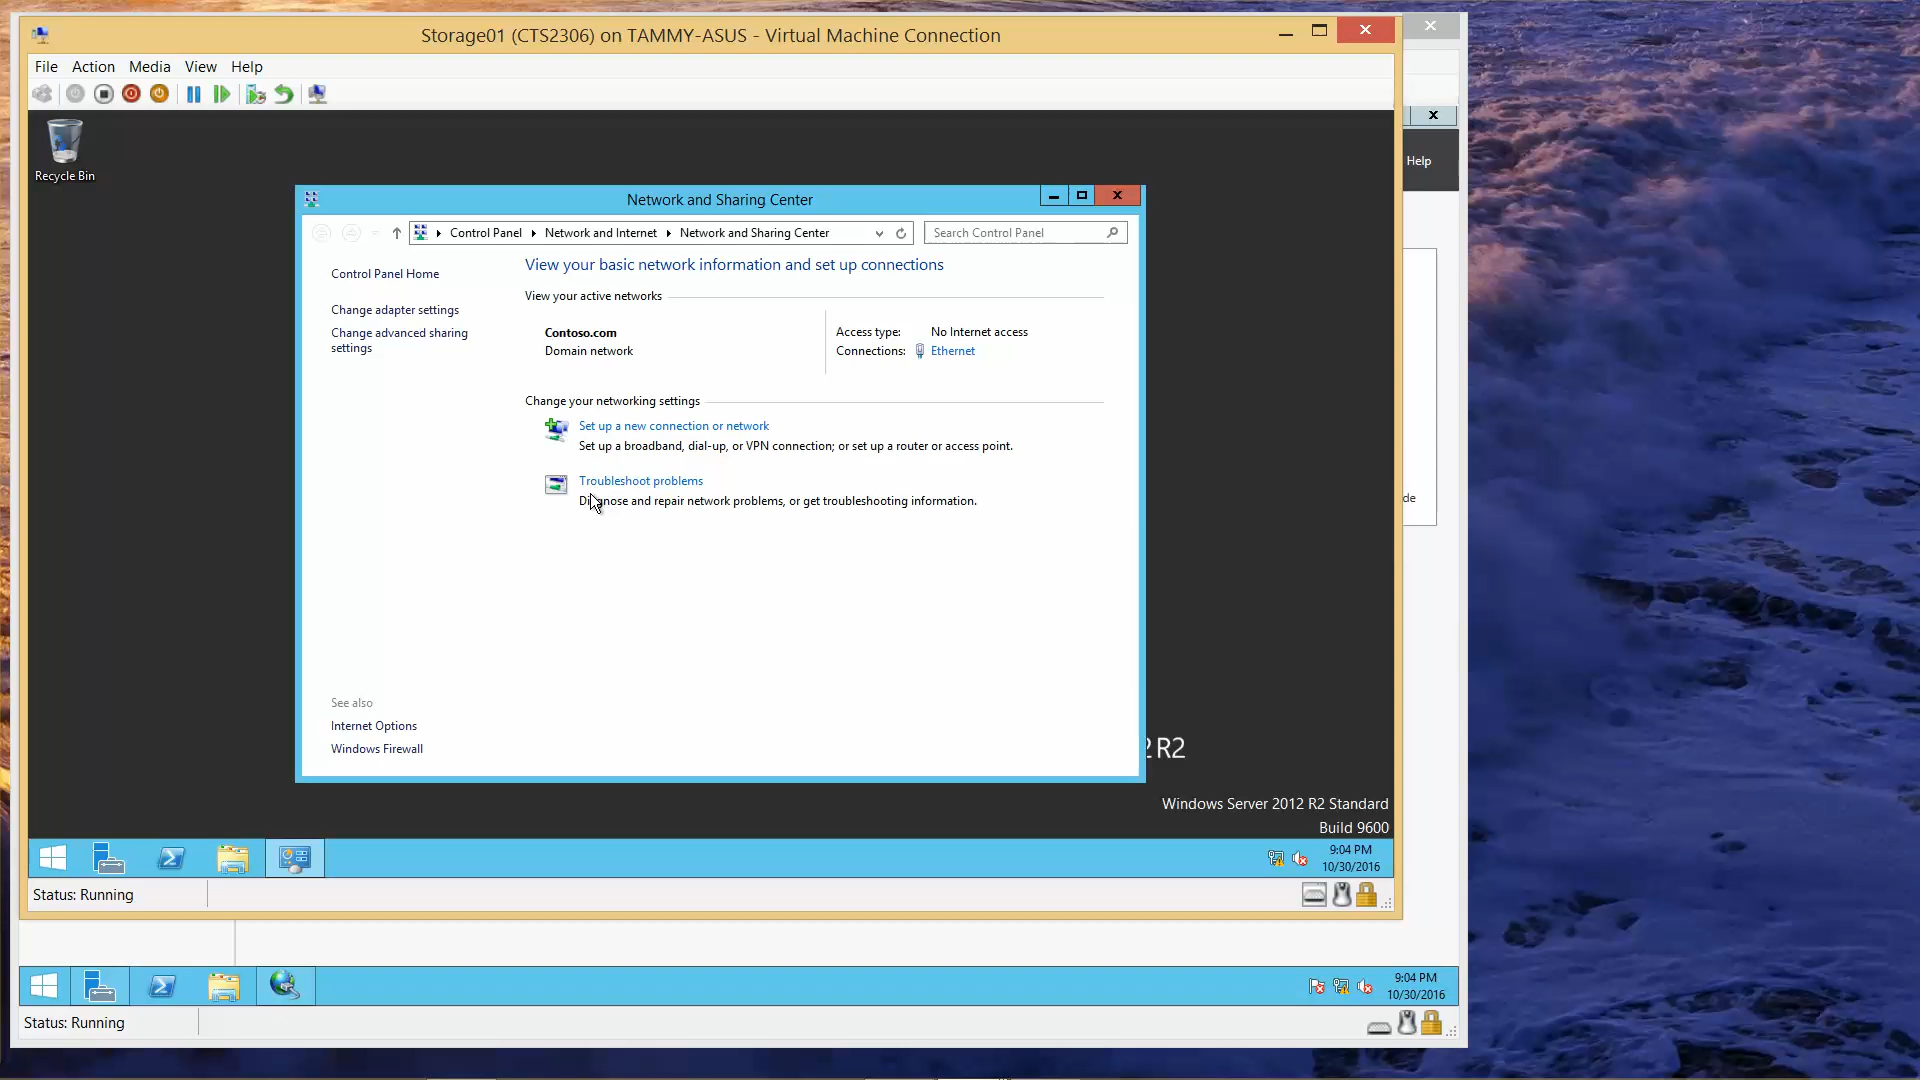 Storage01 (CTS2306) on TAMMY-ASUS - Virtual Machine Connection
File Action Media View Help
Recycle Bin
Help
Network and Sharing Center
Control Panel Network and Internet Network and Sharing Center
Search Control Panel
Control Panel Home
Change adapter settings
Change advanced sharing
settings
View your basic network information and set up connections
View your active networks
Contoso.com
Domain network
Access type: No Internet access
Connections: Ethernet
Change your networking settings
Set up a new connection or network
Set up a broadband, dial-up, or VPN connection; or set up a router or access point.
Troubleshoot problems
Diagnose and repair network problems, or get troubleshooting information.
de
See also
Internet Options
Windows Firewall
2 R2
Windows Server 2012 R2 Standard
Build 9600
9:04 PM
10/30/2016
Status: Running
9:04 PM
10/30/2016
Status: Running